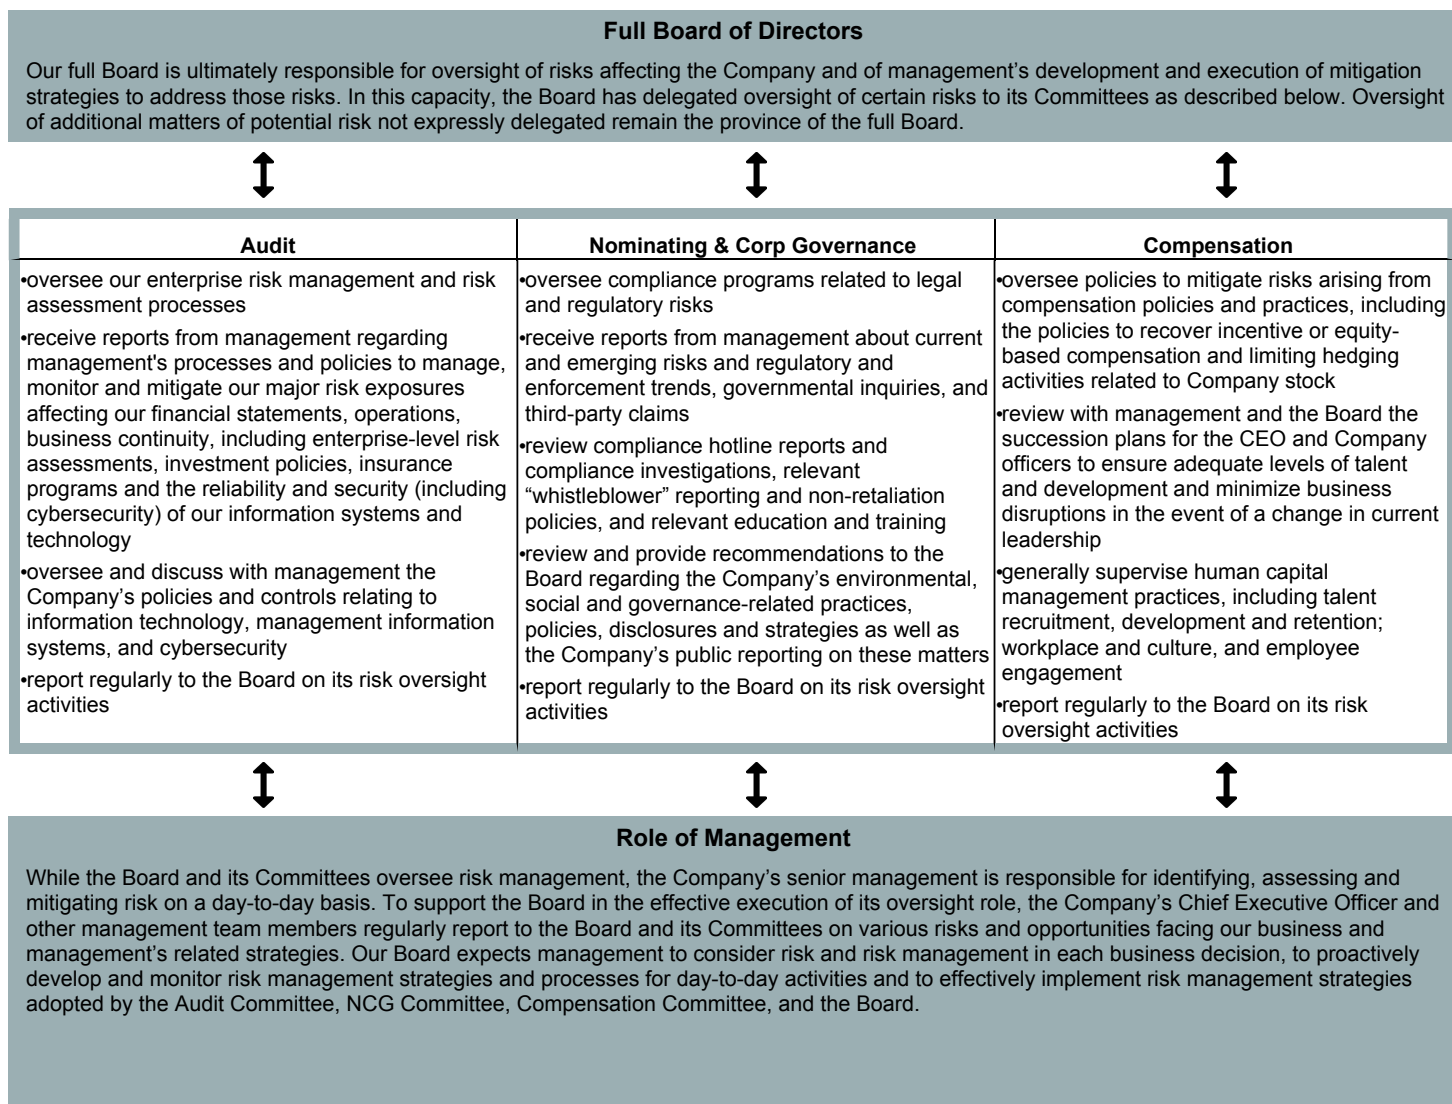 Full Board of Directors
Our full Board is ultimately responsible for oversight of risks affecting the Company and of management’s development and execution of mitigation
strategies to address those risks. In this capacity, the Board has delegated oversight of certain risks to its Committees as described below. Oversight
of additional matters of potential risk not expressly delegated remain the province of the full Board.
Audit
•oversee our enterprise risk management and risk
assessment processes
•receive reports from management regarding
management's processes and policies to manage,
monitor and mitigate our major risk exposures
affecting our financial statements, operations,
business continuity, including enterprise-level risk
assessments, investment policies, insurance
programs and the reliability and security (including
cybersecurity) of our information systems and
technology
•oversee and discuss with management the
Company’s policies and controls relating to
information technology, management information
systems, and cybersecurity
•report regularly to the Board on its risk oversight
activities
Nominating & Corp Governance
•oversee compliance programs related to legal
and regulatory risks
•receive reports from management about current
and emerging risks and regulatory and
enforcement trends, governmental inquiries, and
third-party claims
•review compliance hotline reports and
compliance investigations, relevant
“whistleblower” reporting and non-retaliation
policies, and relevant education and training
•review and provide recommendations to the
Board regarding the Company’s environmental,
social and governance-related practices,
policies, disclosures and strategies as well as
the Company’s public reporting on these matters
•report regularly to the Board on its risk oversight
activities
Compensation
•oversee policies to mitigate risks arising from
compensation policies and practices, including
the policies to recover incentive or equity-
based compensation and limiting hedging
activities related to Company stock
•review with management and the Board the
succession plans for the CEO and Company
officers to ensure adequate levels of talent
and development and minimize business
disruptions in the event of a change in current
leadership
•generally supervise human capital
management practices, including talent
recruitment, development and retention;
workplace and culture, and employee
engagement
•report regularly to the Board on its risk
oversight activities
Role of Management
While the Board and its Committees oversee risk management, the Company’s senior management is responsible for identifying, assessing and
mitigating risk on a day-to-day basis. To support the Board in the effective execution of its oversight role, the Company’s Chief Executive Officer and
other management team members regularly report to the Board and its Committees on various risks and opportunities facing our business and
management’s related strategies. Our Board expects management to consider risk and risk management in each business decision, to proactively
develop and monitor risk management strategies and processes for day-to-day activities and to effectively implement risk management strategies
adopted by the Audit Committee, NCG Committee, Compensation Committee, and the Board.